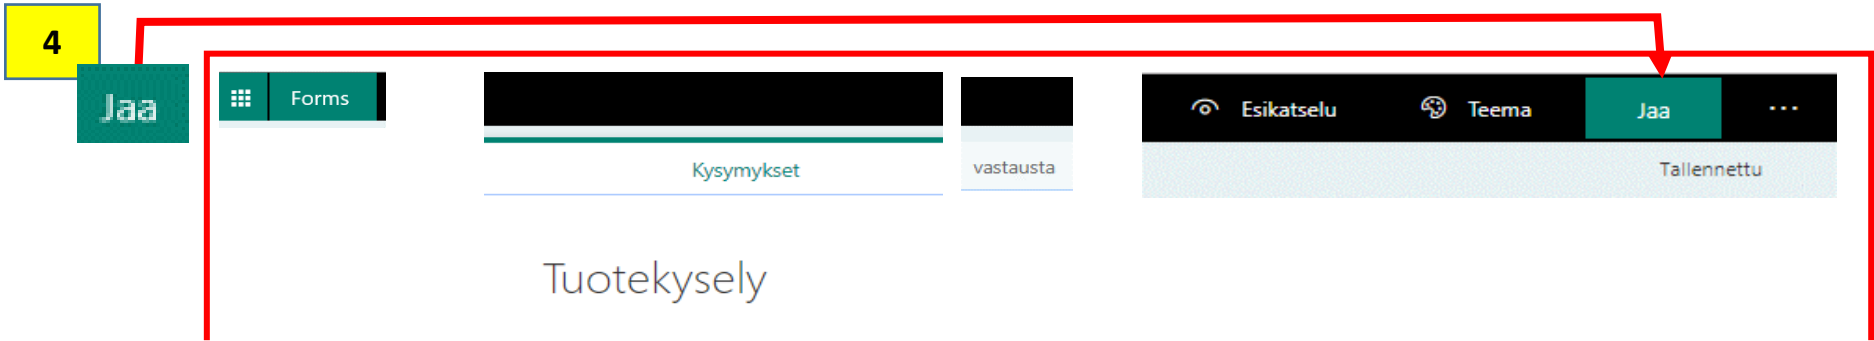 4
Jaa
Forms
Esikatselu Teema Jaa ...
Kysymykset vastausta Tallennettu
Tuotekysely